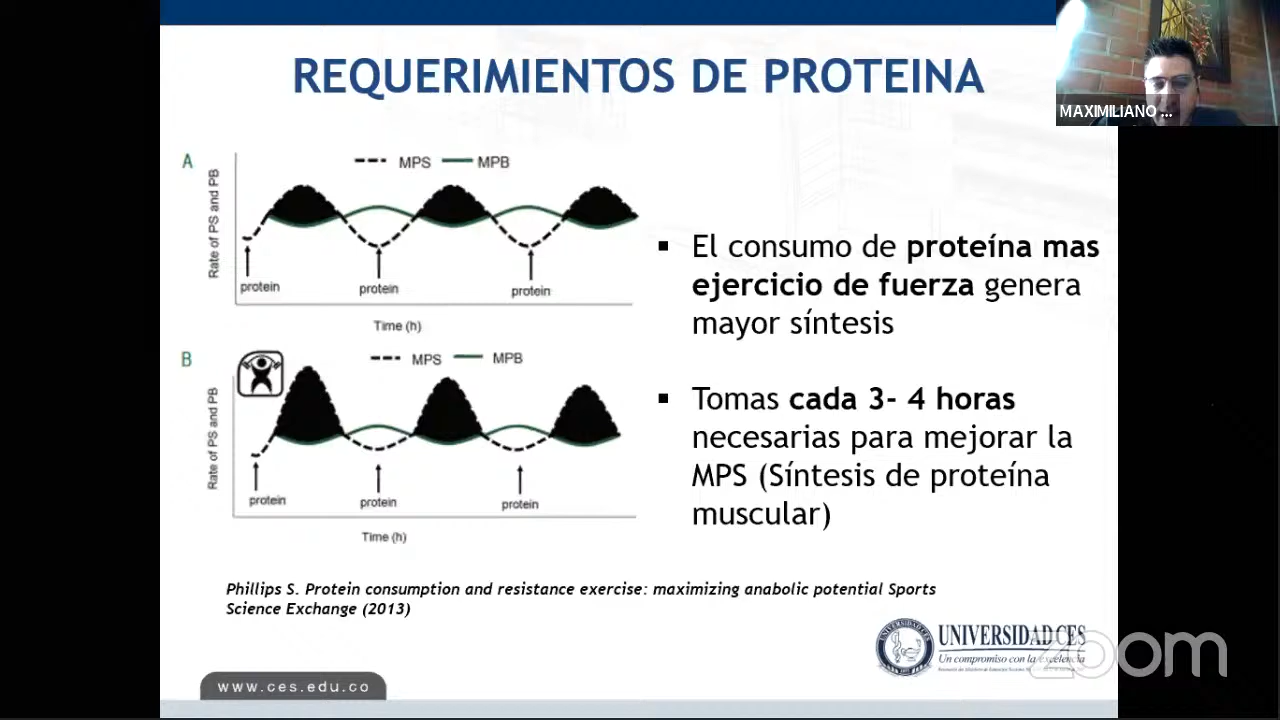 REQUERIMIENTOS DE PROTEINA
MAXIMILIANO ...
A
MPS
MPB
Rate of PS and PB
protein
protein
protein
Time (h)
B
MPS
MPB
Rate of PS and PB
protein
protein
protein
Time (h)
El consumo de proteína mas
ejercicio de fuerza genera
mayor síntesis
Tomas cada 3- 4 horas
necesarias para mejorar la
MPS (Síntesis de proteína
muscular)
Phillips S. Protein consumption and resistance exercise: maximizing anabolic potential Sports
Science Exchange (2013)
UNIVERSIDAD CES
Un compromiso con la excelencia
zoom
www.ces.edu.co